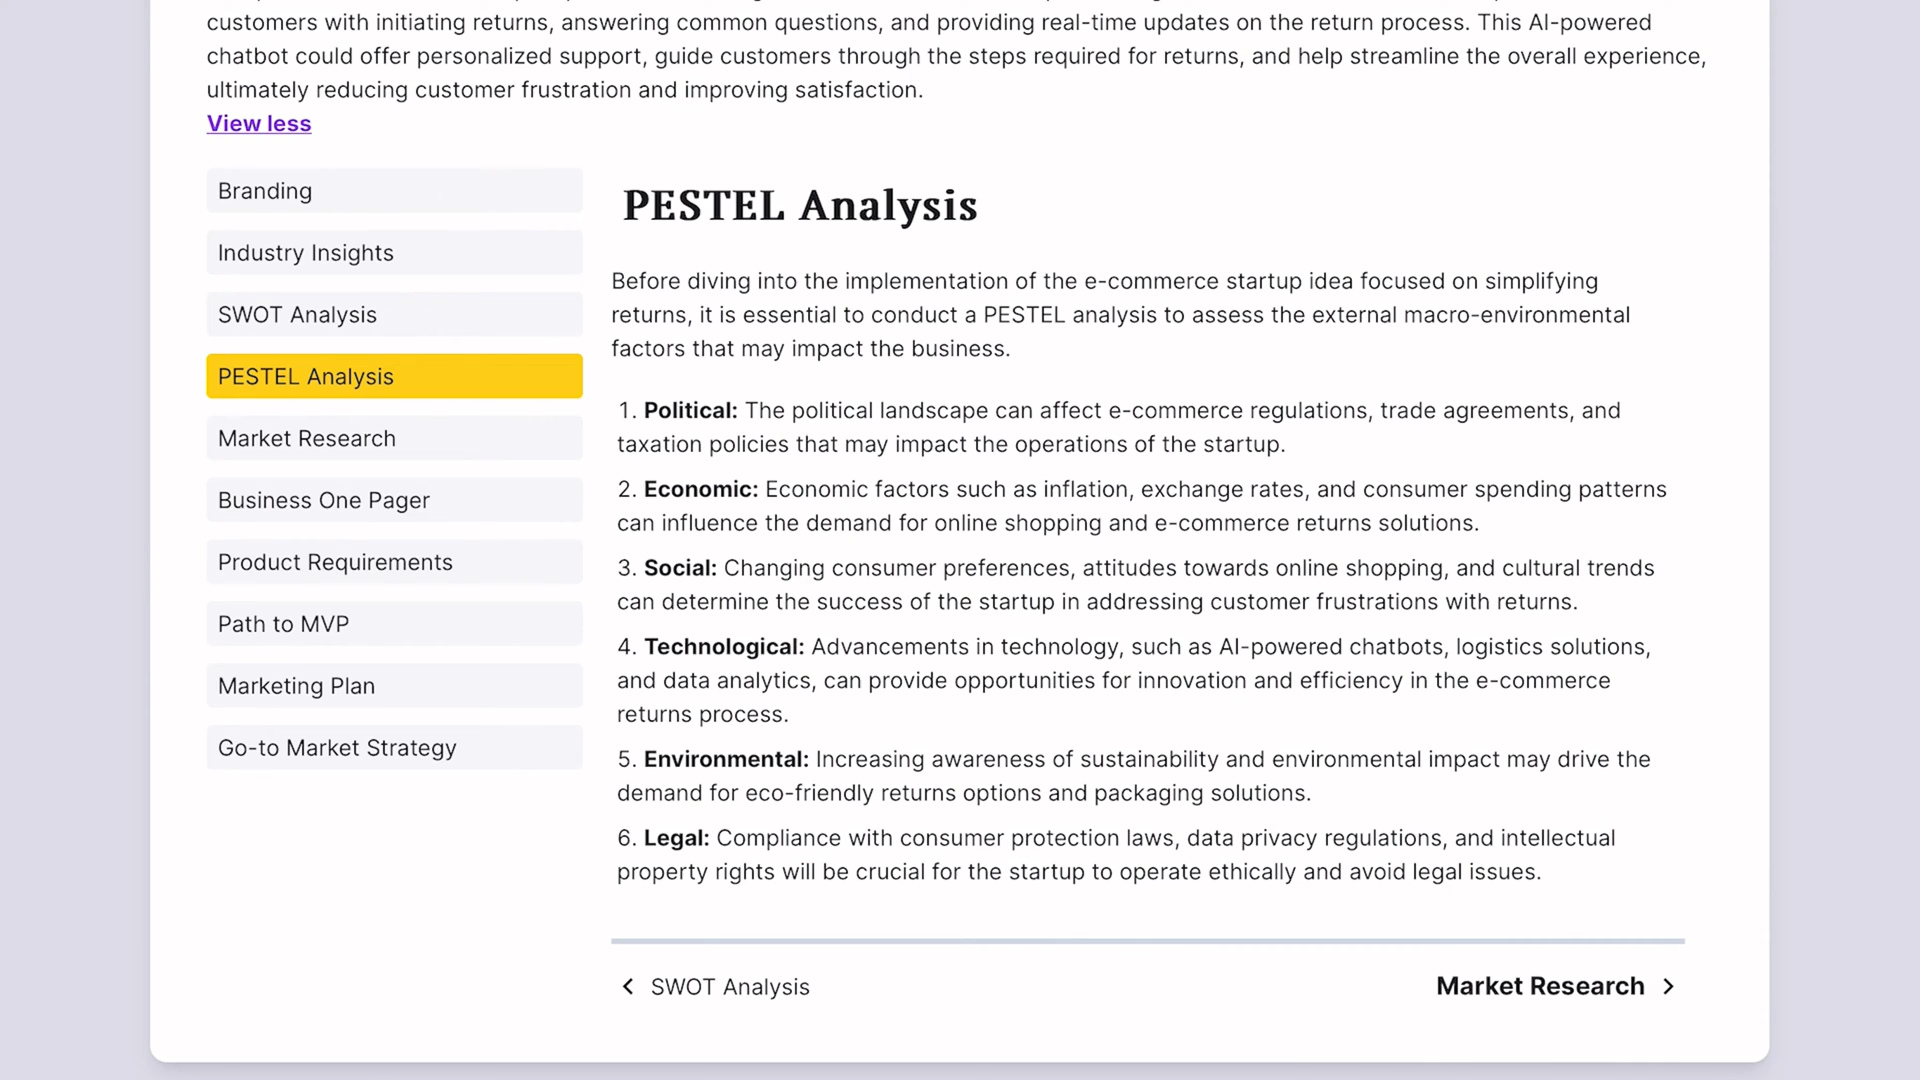 customers with initiating returns, answering common questions, and providing real-time updates on the return process. This AI-powered
chatbot could offer personalized support, guide customers through the steps required for returns, and help streamline the overall experience,
ultimately reducing customer frustration and improving satisfaction.
View less
Branding
Industry Insights
SWOT Analysis
PESTEL Analysis
Market Research
Business One Pager
Product Requirements
Path to MVP
Marketing Plan
Go-to Market Strategy
PESTEL Analysis
Before diving into the implementation of the e-commerce startup idea focused on simplifying
returns, it is essential to conduct a PESTEL analysis to assess the external macro-environmental
factors that may impact the business.
1. Political: The political landscape can affect e-commerce regulations, trade agreements, and
taxation policies that may impact the operations of the startup.
2. Economic: Economic factors such as inflation, exchange rates, and consumer spending patterns
can influence the demand for online shopping and e-commerce returns solutions.
3. Social: Changing consumer preferences, attitudes towards online shopping, and cultural trends
can determine the success of the startup in addressing customer frustrations with returns.
4. Technological: Advancements in technology, such as AI-powered chatbots, logistics solutions,
and data analytics, can provide opportunities for innovation and efficiency in the e-commerce
returns process.
5. Environmental: Increasing awareness of sustainability and environmental impact may drive the
demand for eco-friendly returns options and packaging solutions.
6. Legal: Compliance with consumer protection laws, data privacy regulations, and intellectual
property rights will be crucial for the startup to operate ethically and avoid legal issues.
SWOT Analysis
Market Research